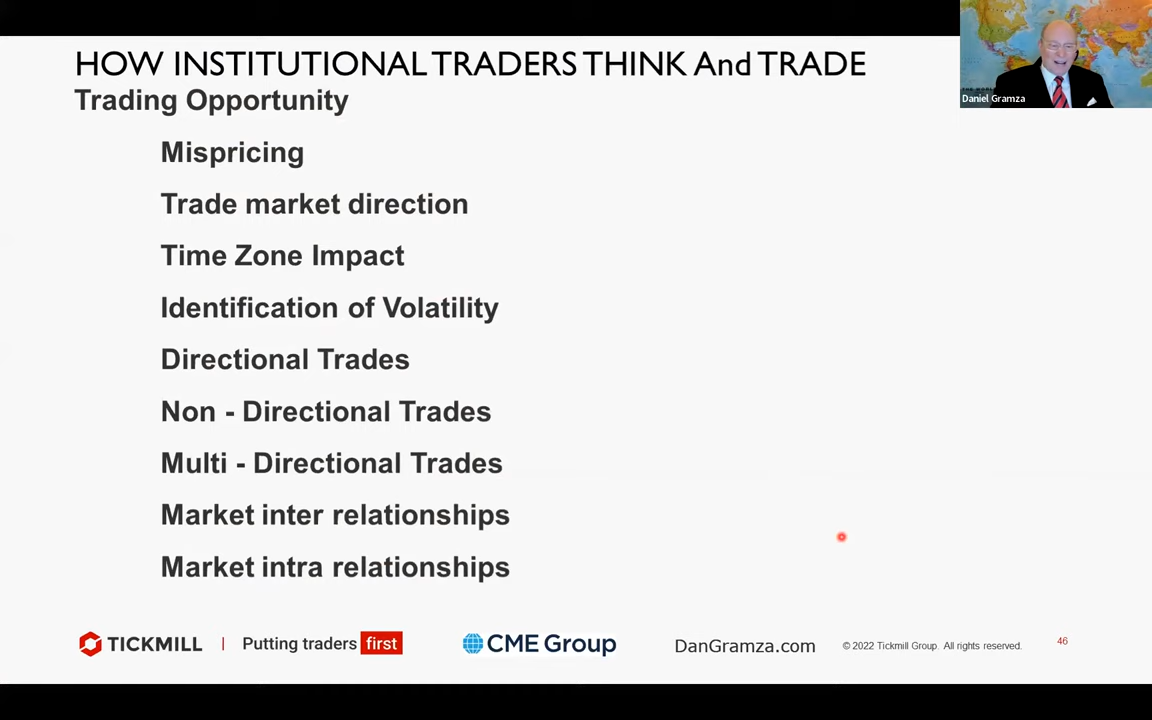 HOW INSTITUTIONAL TRADERS THINK And TRADE
Trading Opportunity
Mispricing
Trade market direction
Time Zone Impact
Identification of Volatility
Directional Trades
Non - Directional Trades
Multi - Directional Trades
Market inter relationships
Market intra relationships
Daniel Gramza
TICKMILL | Putting traders first
CME Group
DanGramza.com
© 2022 Tickmill Group. All rights reserved.
46